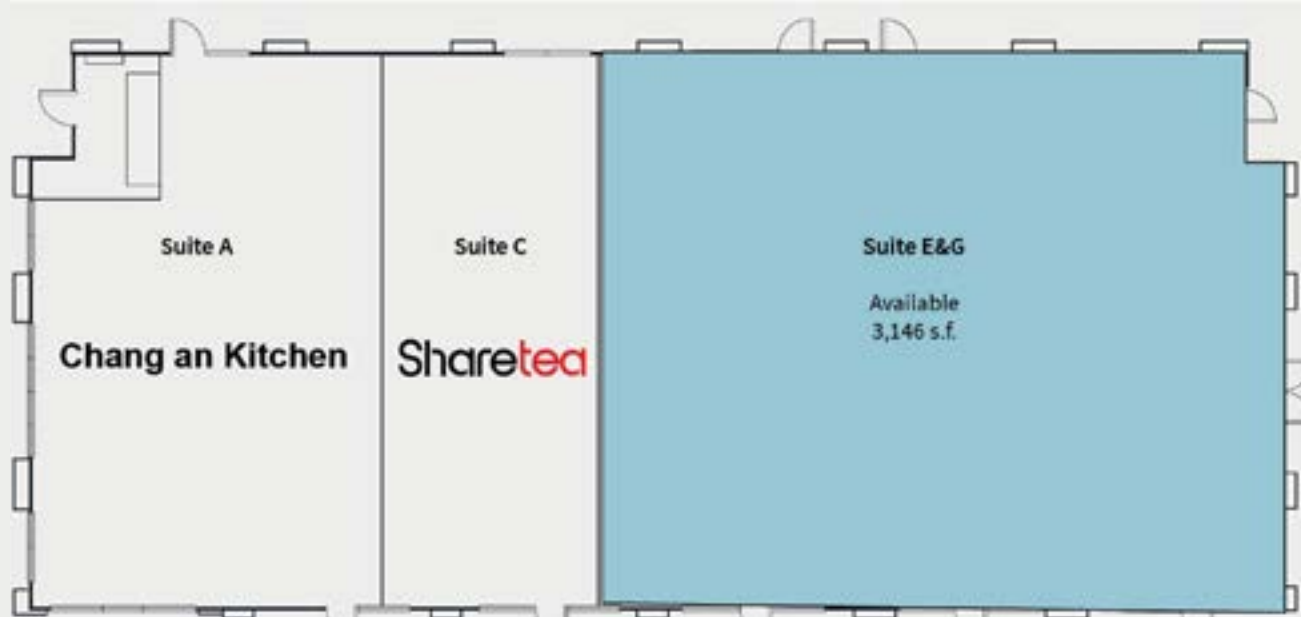 Suite A
Chang an Kitchen
Suite C
Sharetea
Suite E&G
Available
3,146 s.f.